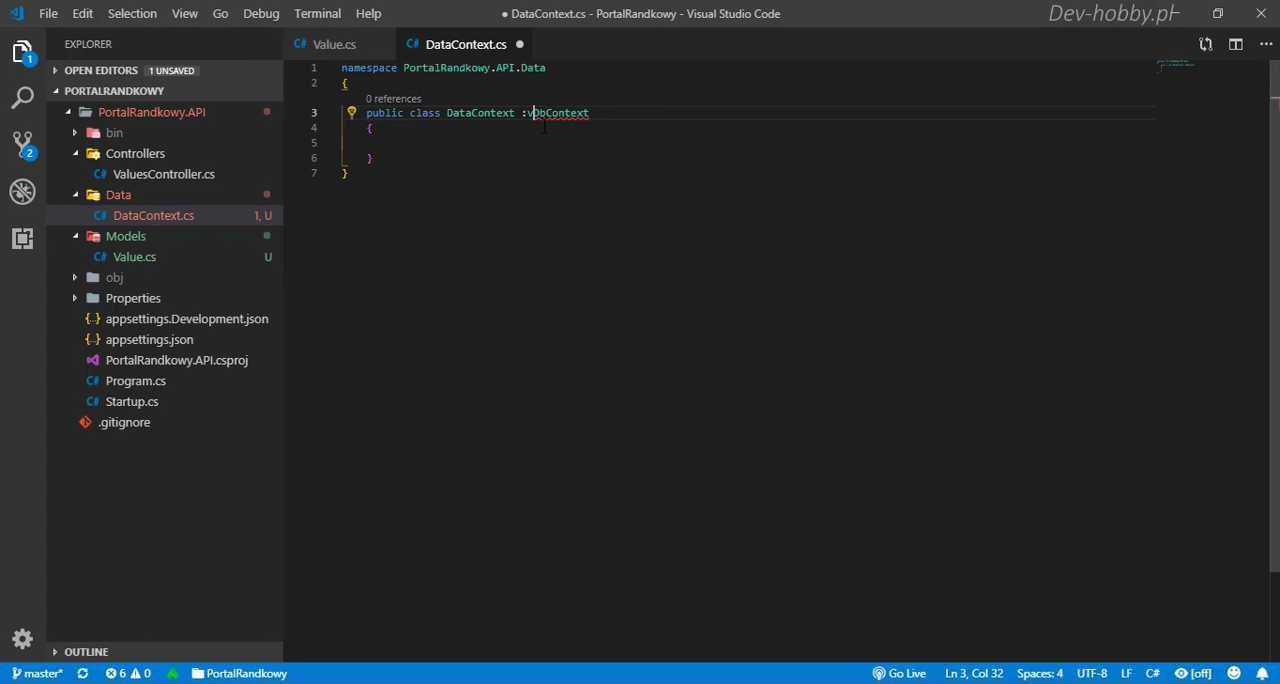 File Edit Selection View Go Debug Terminal Help
● DataContext.cs - PortalRandkowy - Visual Studio Code
Dev-hobby.pl
EXPLORER
OPEN EDITORS 1 UNSAVED
PORTALRANDKOWY
PortalRandkowy.API
bin
Controllers
C# ValuesController.cs
Data
C# DataContext.cs 1, U
Models
C# Value.cs U
obj
Properties
{..} appsettings.Development.json
{..} appsettings.json
PortalRandkowy.API.csproj
C# Program.cs
C# Startup.cs
.gitignore
OUTLINE
1
2
C# Value.cs
C# DataContext.cs ●
1 namespace PortalRandkowy.API.Data
2 {
0 references
3 public class DataContext :vDbContext
4 {
5
6 }
7 }
master* 6 0 PortalRandkowy Go Live Ln 3, Col 32 Spaces: 4 UTF-8 LF C# [off]